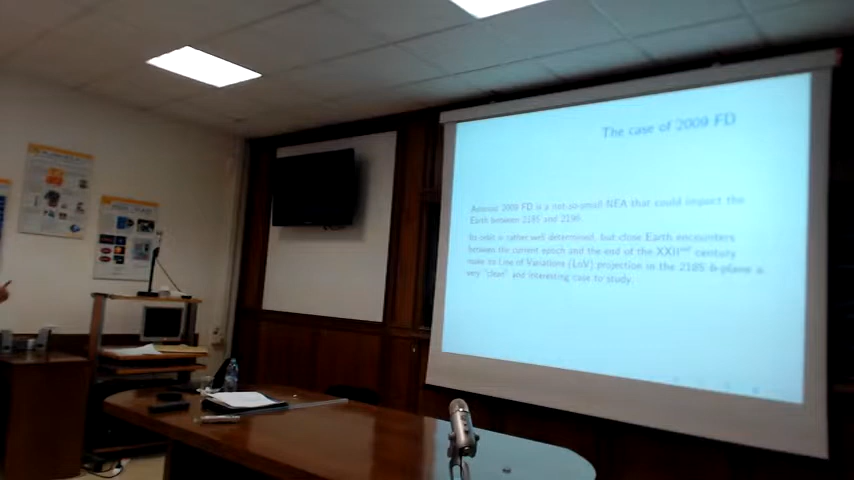 The case of 2009 FD
Asteroid 2009 FD is a not-so-small NEA that could impact the
Earth between 2185 and 2196.
Its orbit is rather well determined, but close Earth encounters
between the current epoch and the end of the XXIInd century
make its Line of Variations (LoV) projection in the 2185 b-plane a
very "clean" and interesting case to study.